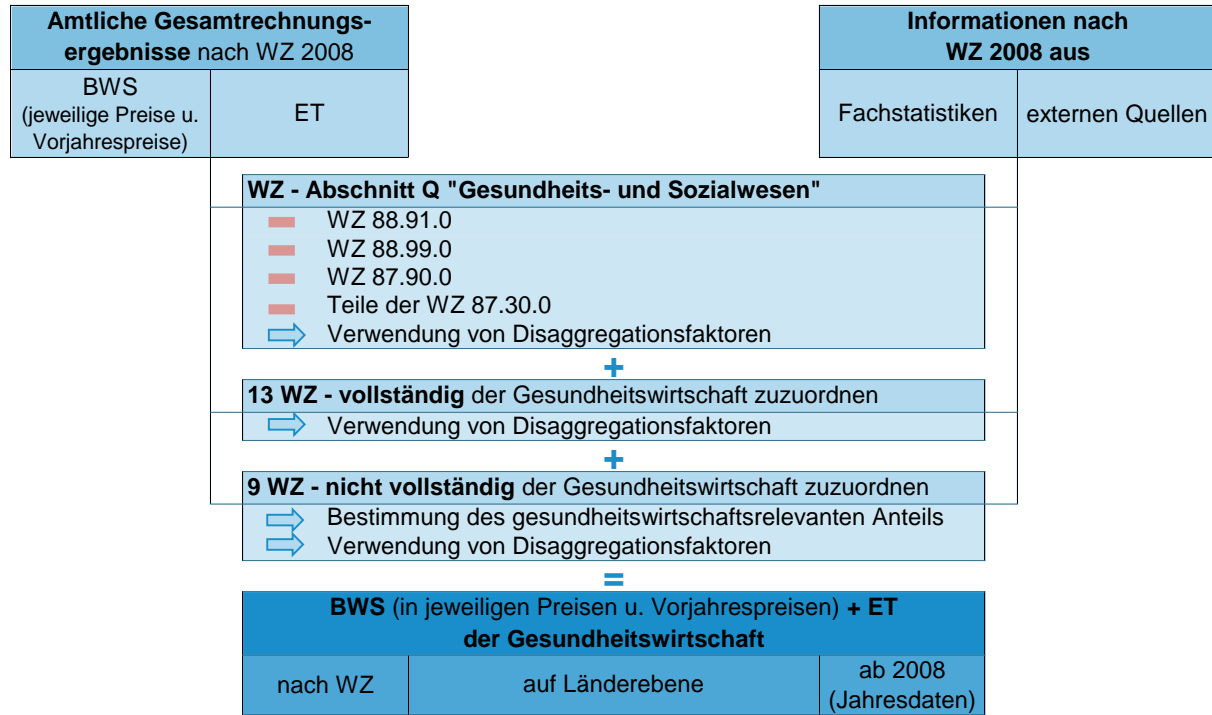 Amtliche Gesamtrechnungs-
ergebnisse nach WZ 2008
BWS
(jeweilige Preise u.
Vorjahrespreise)
ET
Informationen nach
WZ 2008 aus
Fachstatistiken
externen Quellen
WZ - Abschnitt Q "Gesundheits- und Sozialwesen"
WZ 88.91.0
WZ 88.99.0
WZ 87.90.0
Teile der WZ 87.30.0
Verwendung von Disaggregationsfaktoren
+
13 WZ - vollständig der Gesundheitswirtschaft zuzuordnen
Verwendung von Disaggregationsfaktoren
+
9 WZ - nicht vollständig der Gesundheitswirtschaft zuzuordnen
Bestimmung des gesundheitswirtschaftsrelevanten Anteils
Verwendung von Disaggregationsfaktoren
=
BWS (in jeweiligen Preisen u. Vorjahrespreisen) + ET
der Gesundheitswirtschaft
nach WZ
auf Länderebene
ab 2008
(Jahresdaten)